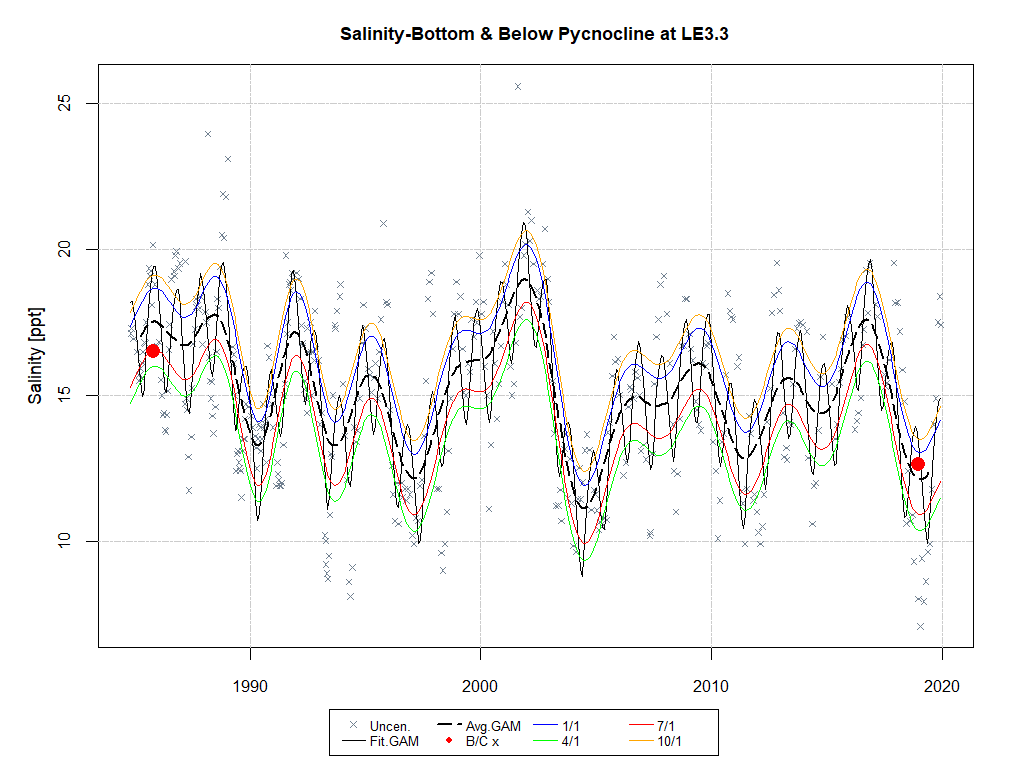 Salinity-Bottom & Below Pycnocline at LE3.3
25
20
15
10
Salinity [ppt]
1990 2000 2010 2020
Uncen. Avg.GAM 1/1 7/1
Fit.GAM B/C x 4/1 10/1